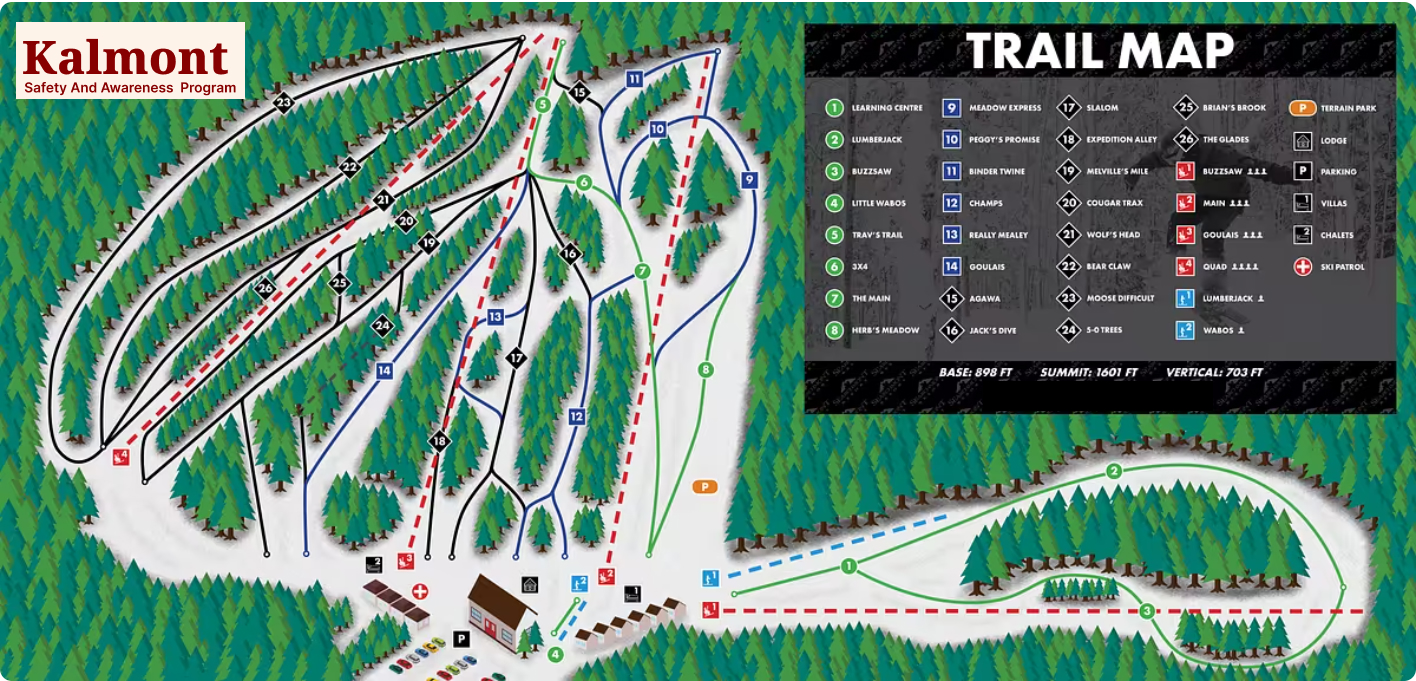 Kalmont
Safety And Awareness Program
TRAIL MAP
1 LEARNING CENTRE
2 LUMBERJACK
3 BUZZSAW
4 LITTLE WABOS
5 TRAV'S TRAIL
6 3X4
7 THE MAIN
8 HERB'S MEADOW
9 MEADOW EXPRESS
10 PEGGY'S PROMISE
11 BINDER TWINE
12 CHAMPS
13 REALLY MEALEY
14 GOULAIS
15 AGAWA
16 JACK'S DIVE
17 SLALOM
18 EXPEDITION ALLEY
19 MELVILLE'S MILE
20 COUGAR TRAX
21 WOLF'S HEAD
22 BEAR CLAW
23 MOOSE DIFFICULT
24 5-0 TREES
25 BRIAN'S BROOK
26 THE GLADES
1 BUZZSAW
2 MAIN
3 GOULAIS
4 QUAD
1 LUMBERJACK
2 WABOS
P TERRAIN PARK
LODGE
P PARKING
1 VILLAS
2 CHALETS
SKI PATROL
BASE: 898 FT SUMMIT: 1601 FT VERTICAL: 703 FT
23
5
15
11
10
22
9
6
21
20
19
16
7
26
25
24
13
17
14
8
12
18
4
P
2
2
3
2
2
1
1
1
1
3
P
4